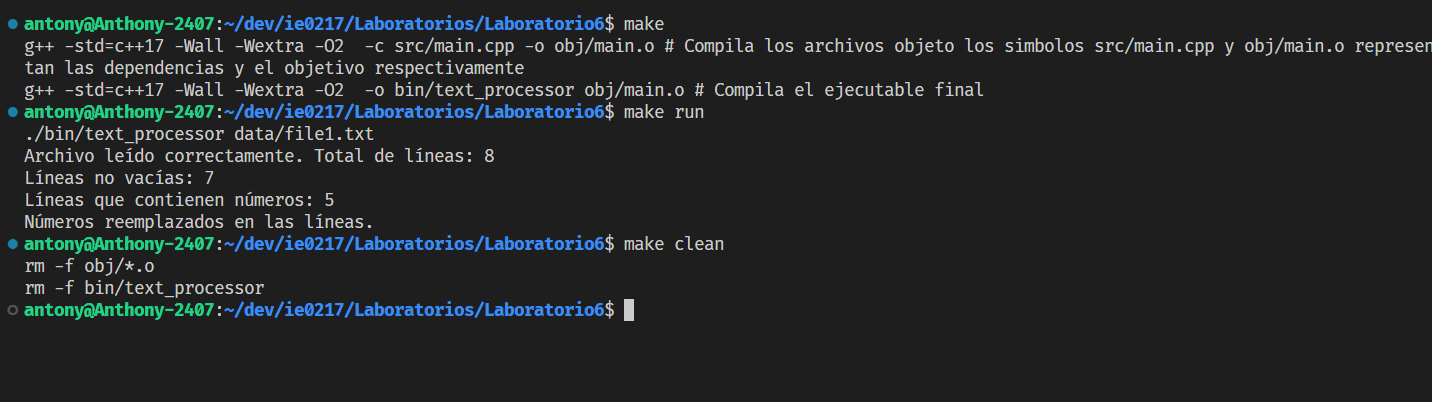 antony@Anthony-2407:~/dev/ie0217/Laboratorios/Laboratorio6$ make
g++ -std=c++17 -Wall -Wextra -O2  -c src/main.cpp -o obj/main.o # Compila los archivos objeto los simbolos src/main.cpp y obj/main.o represen
tan las dependencias y el objetivo respectivamente
g++ -std=c++17 -Wall -Wextra -O2  -o bin/text_processor obj/main.o # Compila el ejecutable final
antony@Anthony-2407:~/dev/ie0217/Laboratorios/Laboratorio6$ make run
./bin/text_processor data/file1.txt
Archivo leído correctamente. Total de líneas: 8
Líneas no vacías: 7
Líneas que contienen números: 5
Números reemplazados en las líneas.
antony@Anthony-2407:~/dev/ie0217/Laboratorios/Laboratorio6$ make clean
rm -f obj/*.o
rm -f bin/text_processor
antony@Anthony-2407:~/dev/ie0217/Laboratorios/Laboratorio6$